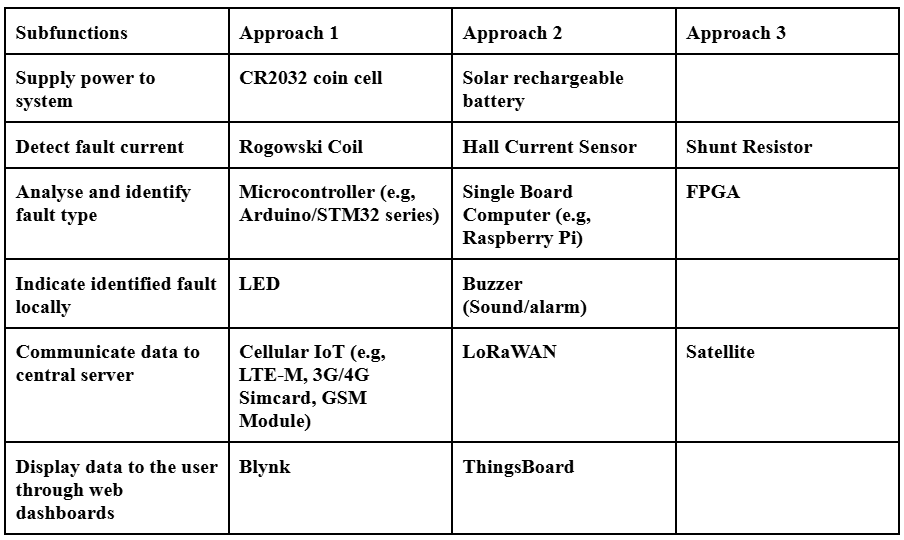 Subfunctions
Approach 1
Approach 2
Approach 3
Supply power to
system
CR2032 coin cell
Solar rechargeable
battery
Detect fault current
Rogowski Coil
Hall Current Sensor
Shunt Resistor
Analyse and identify
fault type
Microcontroller (e.g,
Arduino/STM32 series)
Single Board
Computer (e.g,
Raspberry Pi)
FPGA
Indicate identified fault
locally
LED
Buzzer
(Sound/alarm)
Communicate data to
central server
Cellular IoT (e.g,
LTE-M, 3G/4G
Simcard, GSM
Module)
LoRaWAN
Satellite
Display data to the user
through web
dashboards
Blynk
ThingsBoard